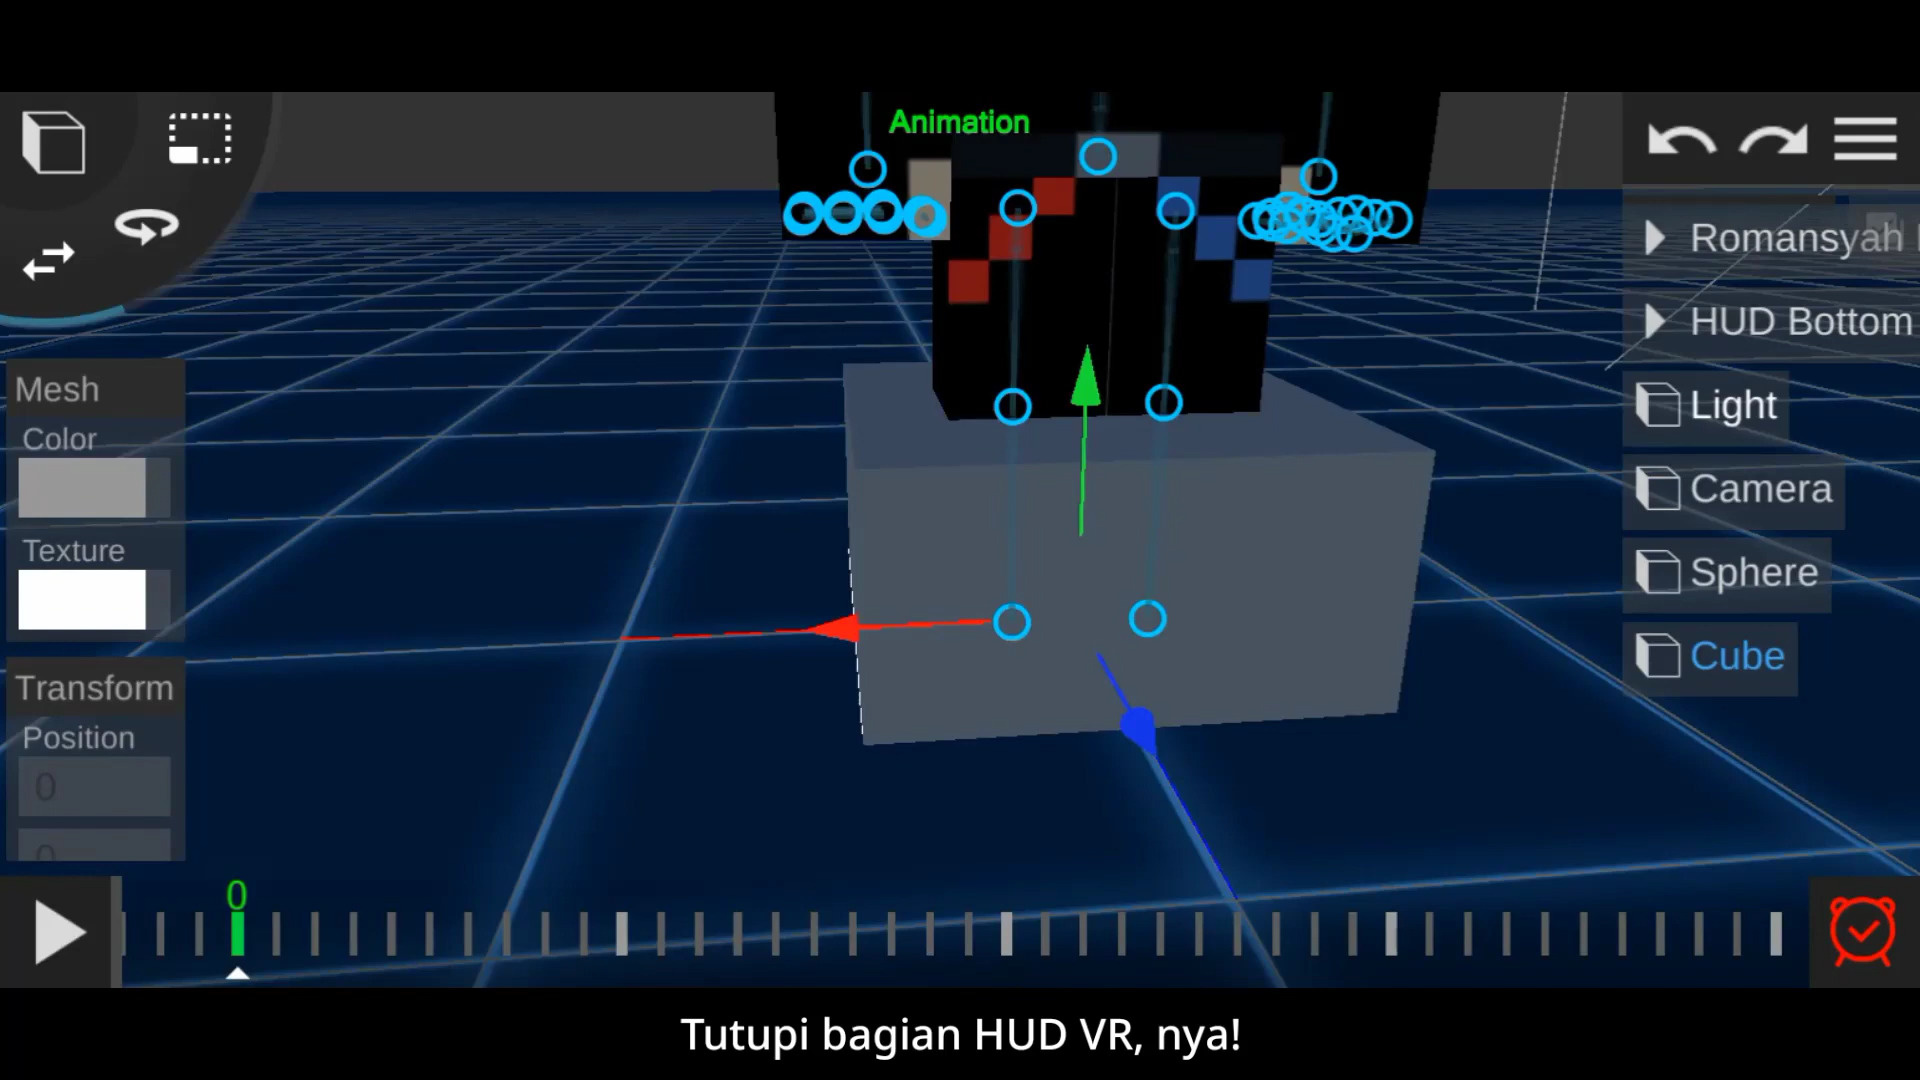 Animation
Romansyah
HUD Bottom
Light
Camera
Sphere
Cube
Mesh
Color
Texture
Transform
Position
0
0
0
Tutupi bagian HUD VR, nya!